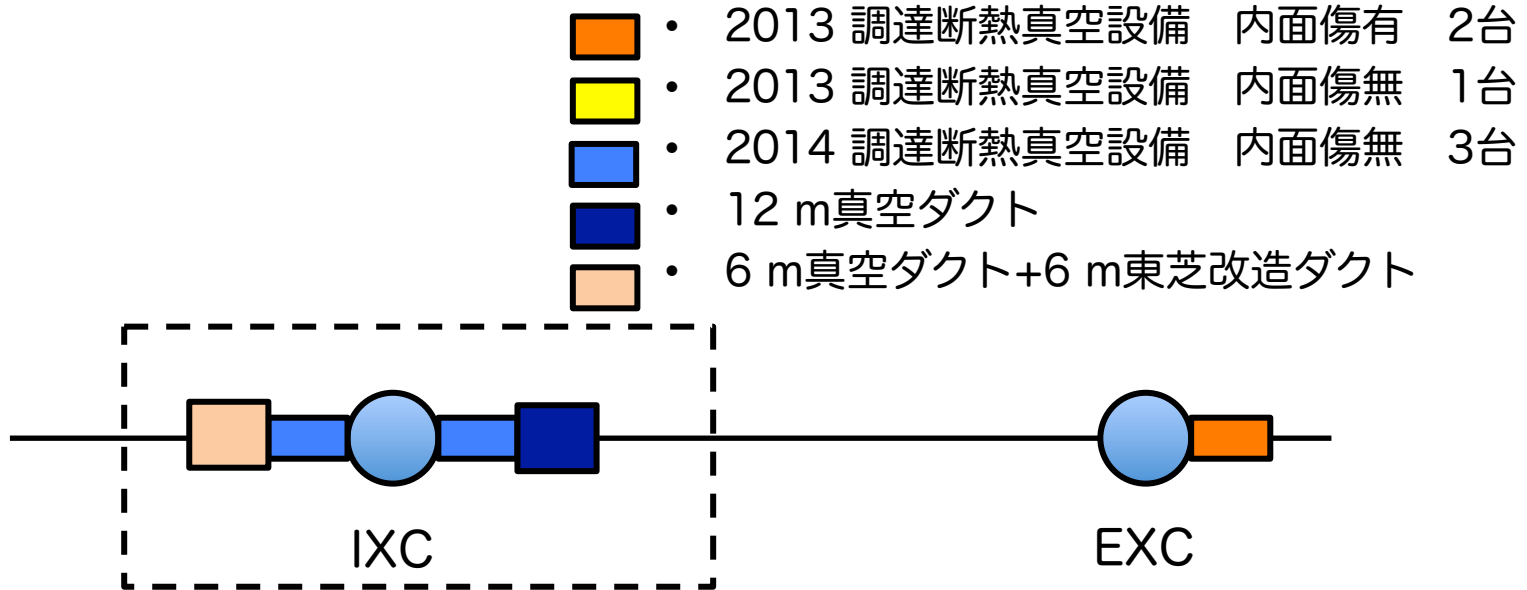 • 2013 調達断熱真空設備　内面傷有　2台
• 2013 調達断熱真空設備　内面傷無　1台
• 2014 調達断熱真空設備　内面傷無　3台
• 12 m真空ダクト
• 6 m真空ダクト+6 m東芝改造ダクト
IXC
EXC